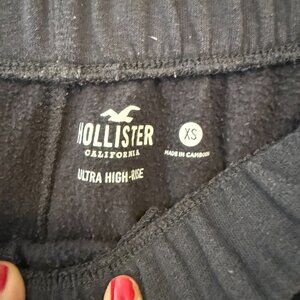 HOLLISTER
CALIFORNIA
ULTRA HIGH-RISE
XS
MADE IN CAMBODIA